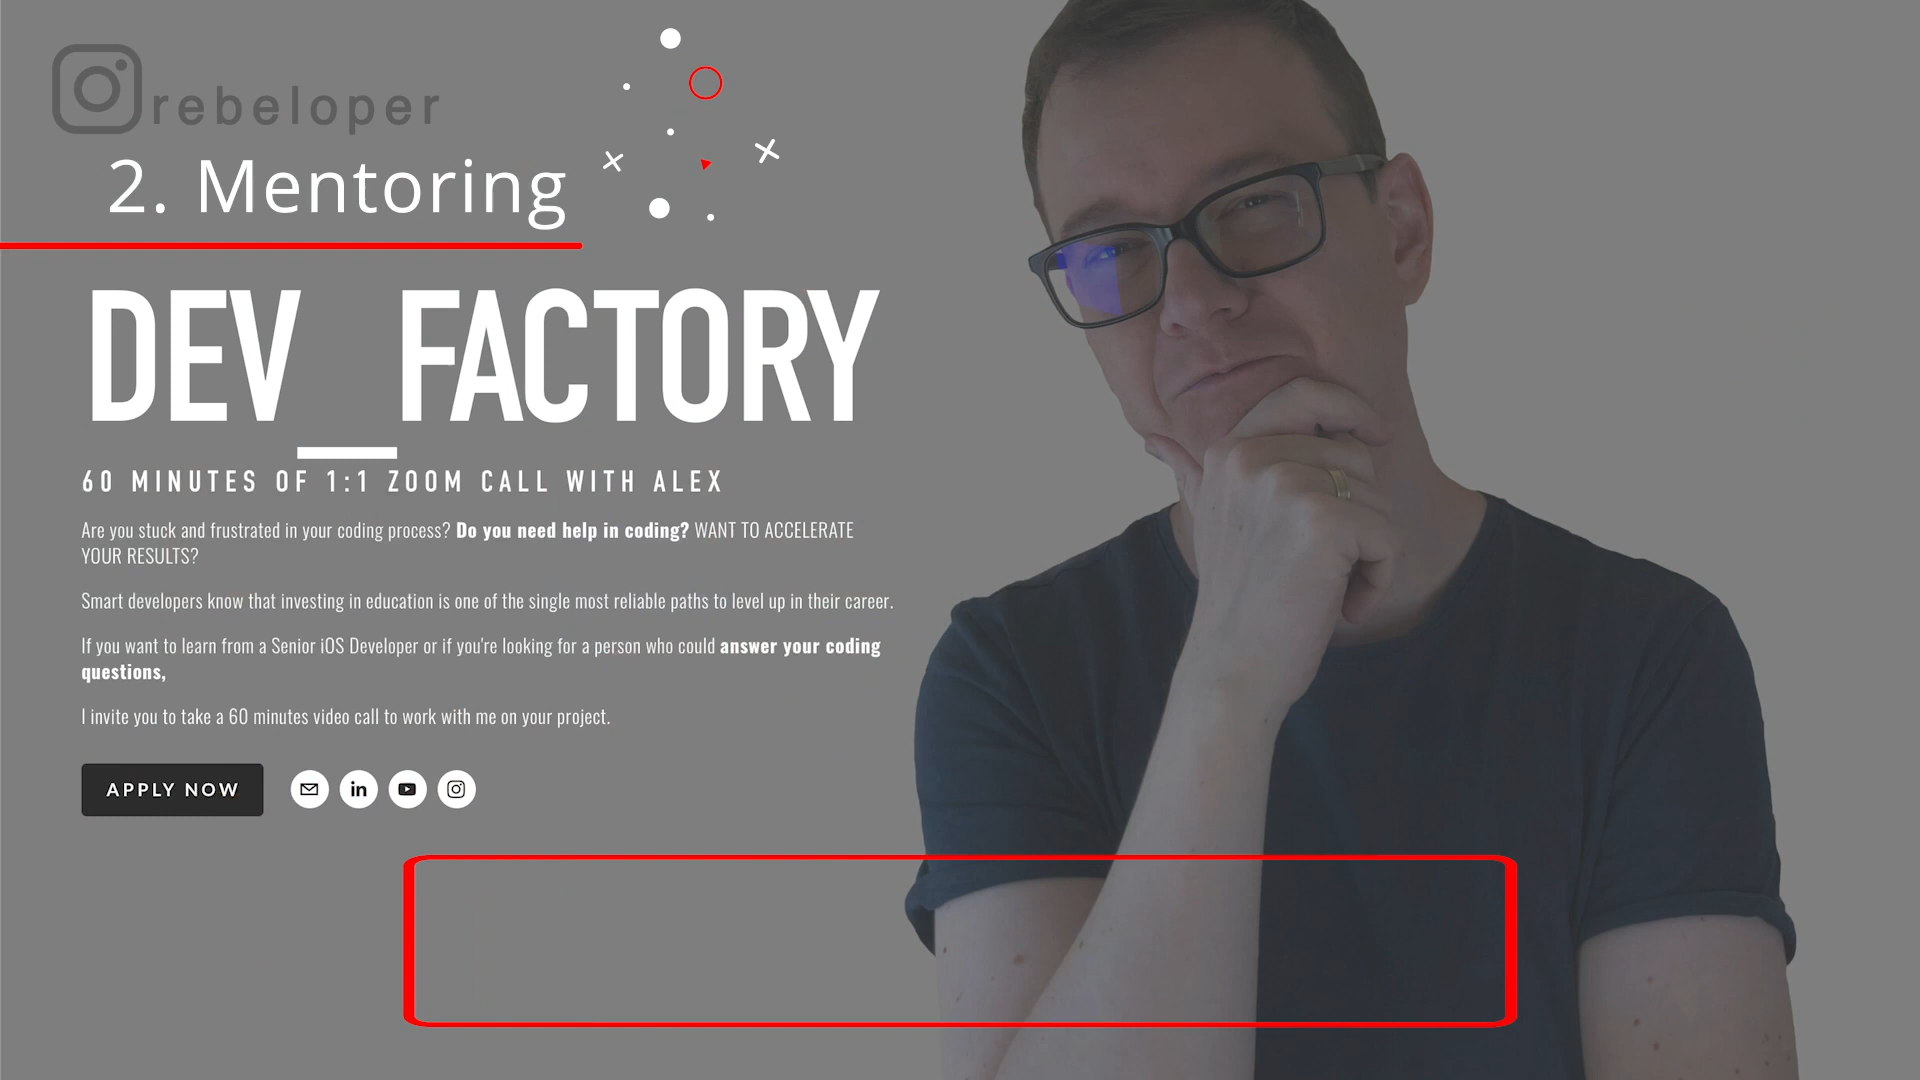 rebeloper
2. Mentoring
DEV_FACTORY
60 MINUTES OF 1:1 ZOOM CALL WITH ALEX
Are you stuck and frustrated in your coding process? Do you need help in coding? WANT TO ACCELERATE
YOUR RESULTS?
Smart developers know that investing in education is one of the single most reliable paths to level up in their career.
If you want to learn from a Senior iOS Developer or if you're looking for a person who could answer your coding
questions,
I invite you to take a 60 minutes video call to work with me on your project.
APPLY NOW
in